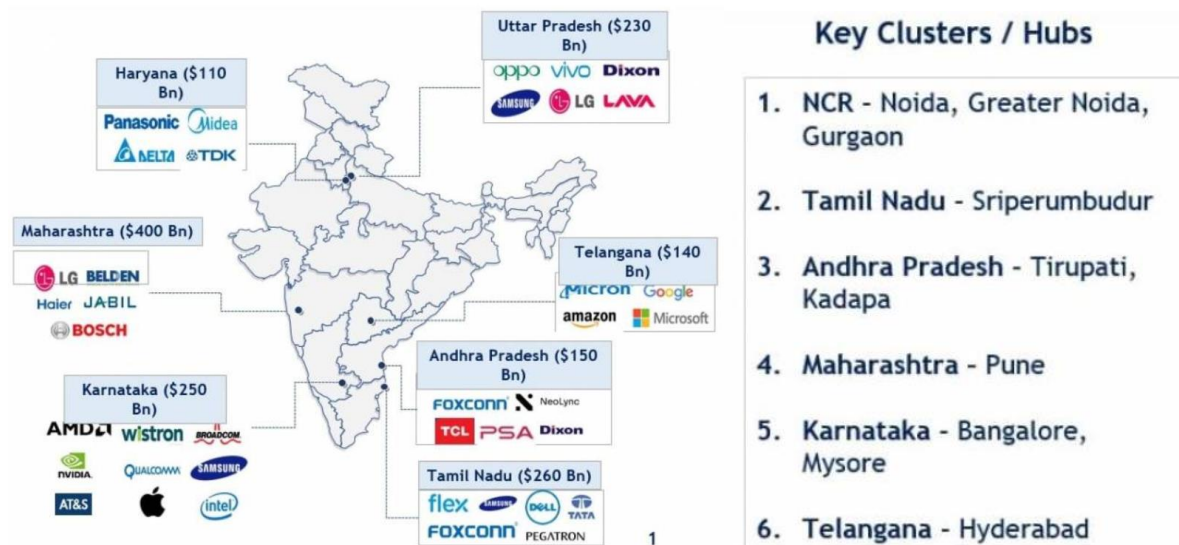 Uttar Pradesh ($230
Bn)
oppo vivo Dixon
SAMSUNG LG LAVA
Haryana ($110
Bn)
Panasonic Midea
DELTA TDK
Maharashtra ($400 Bn)
LG BELDEN
Haier JABIL
BOSCH
Telangana ($140
Bn)
Micron Google
amazon Microsoft
Andhra Pradesh ($150
Bn)
FOXCONN NeoLync
TCL PSA Dixon
Karnataka ($250
Bn)
AMD wistron BROADCOM
NVIDIA QUALCOMM SAMSUNG
AT&S intel
Tamil Nadu ($260 Bn)
flex SAMSUNG DELL TATA
FOXCONN PEGATRON
1
Key Clusters / Hubs
1. NCR - Noida, Greater Noida,
Gurgaon
2. Tamil Nadu - Sriperumbudur
3. Andhra Pradesh - Tirupati,
Kadapa
4. Maharashtra - Pune
5. Karnataka - Bangalore,
Mysore
6. Telangana - Hyderabad